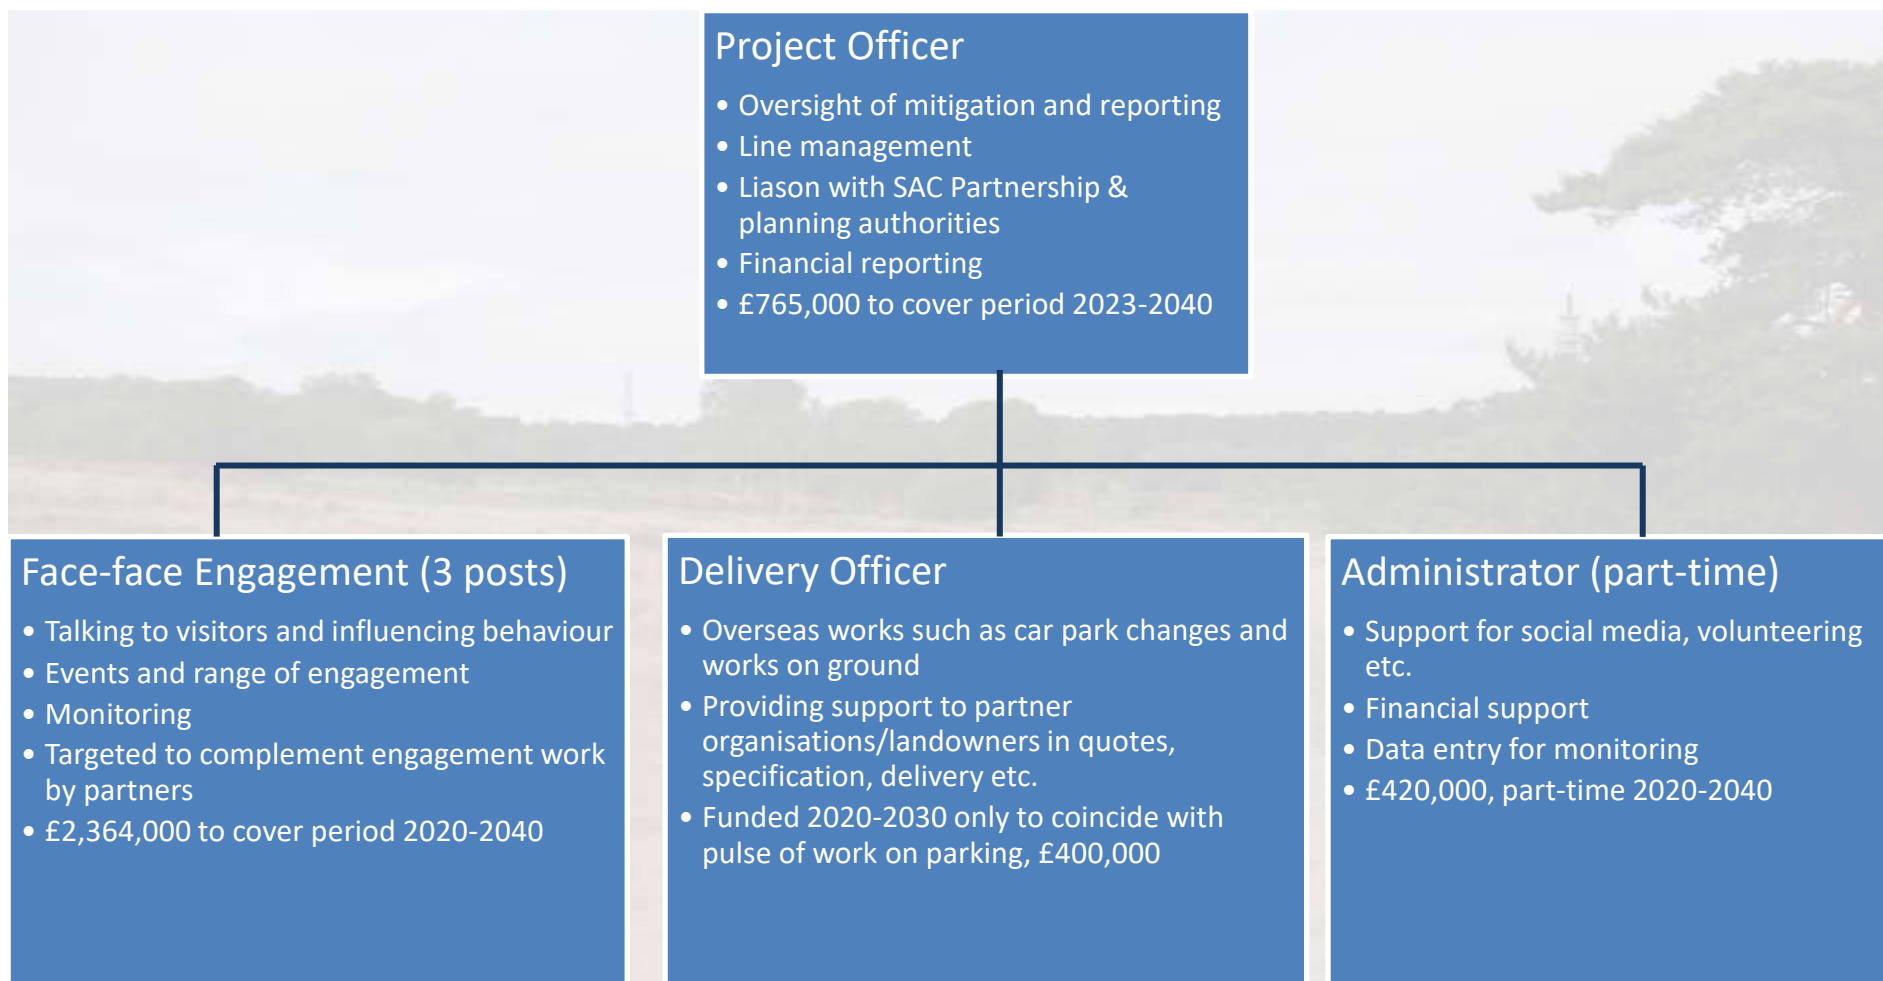 Project Officer
• Oversight of mitigation and reporting
• Line management
• Liason with SAC Partnership &
planning authorities
• Financial reporting
• £765,000 to cover period 2023-2040
Face-face Engagement (3 posts)
• Talking to visitors and influencing behaviour
• Events and range of engagement
• Monitoring
• Targeted to complement engagement work
by partners
• £2,364,000 to cover period 2020-2040
Delivery Officer
• Overseas works such as car park changes and
works on ground
• Providing support to partner
organisations/landowners in quotes,
specification, delivery etc.
• Funded 2020-2030 only to coincide with
pulse of work on parking, £400,000
Administrator (part-time)
• Support for social media, volunteering
etc.
• Financial support
• Data entry for monitoring
• £420,000, part-time 2020-2040